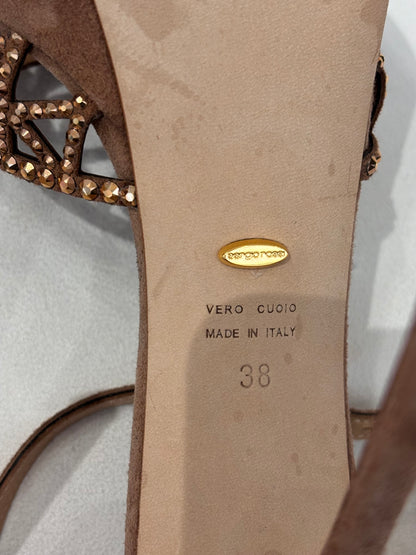 sergio rossi
VERO CUOIO
MADE IN ITALY
38